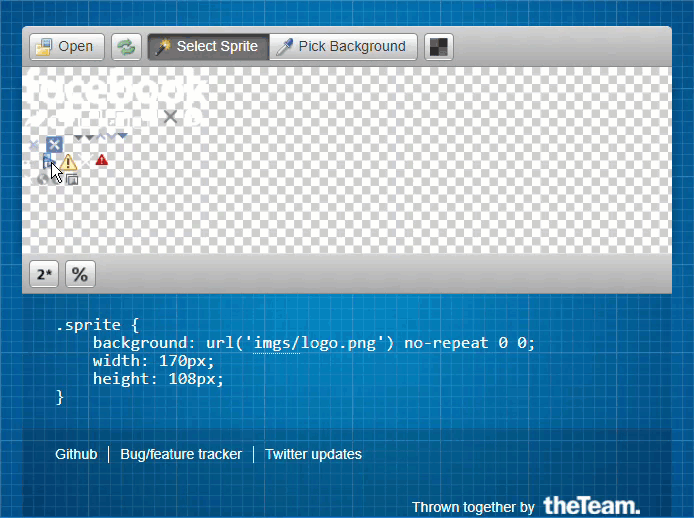 Open
Select Sprite
Pick Background
facebook
2*
%
.sprite {
background: url('imgs/logo.png') no-repeat 0 0;
width: 170px;
height: 108px;
}
Github
Bug/feature tracker
Twitter updates
Thrown together by theTeam.